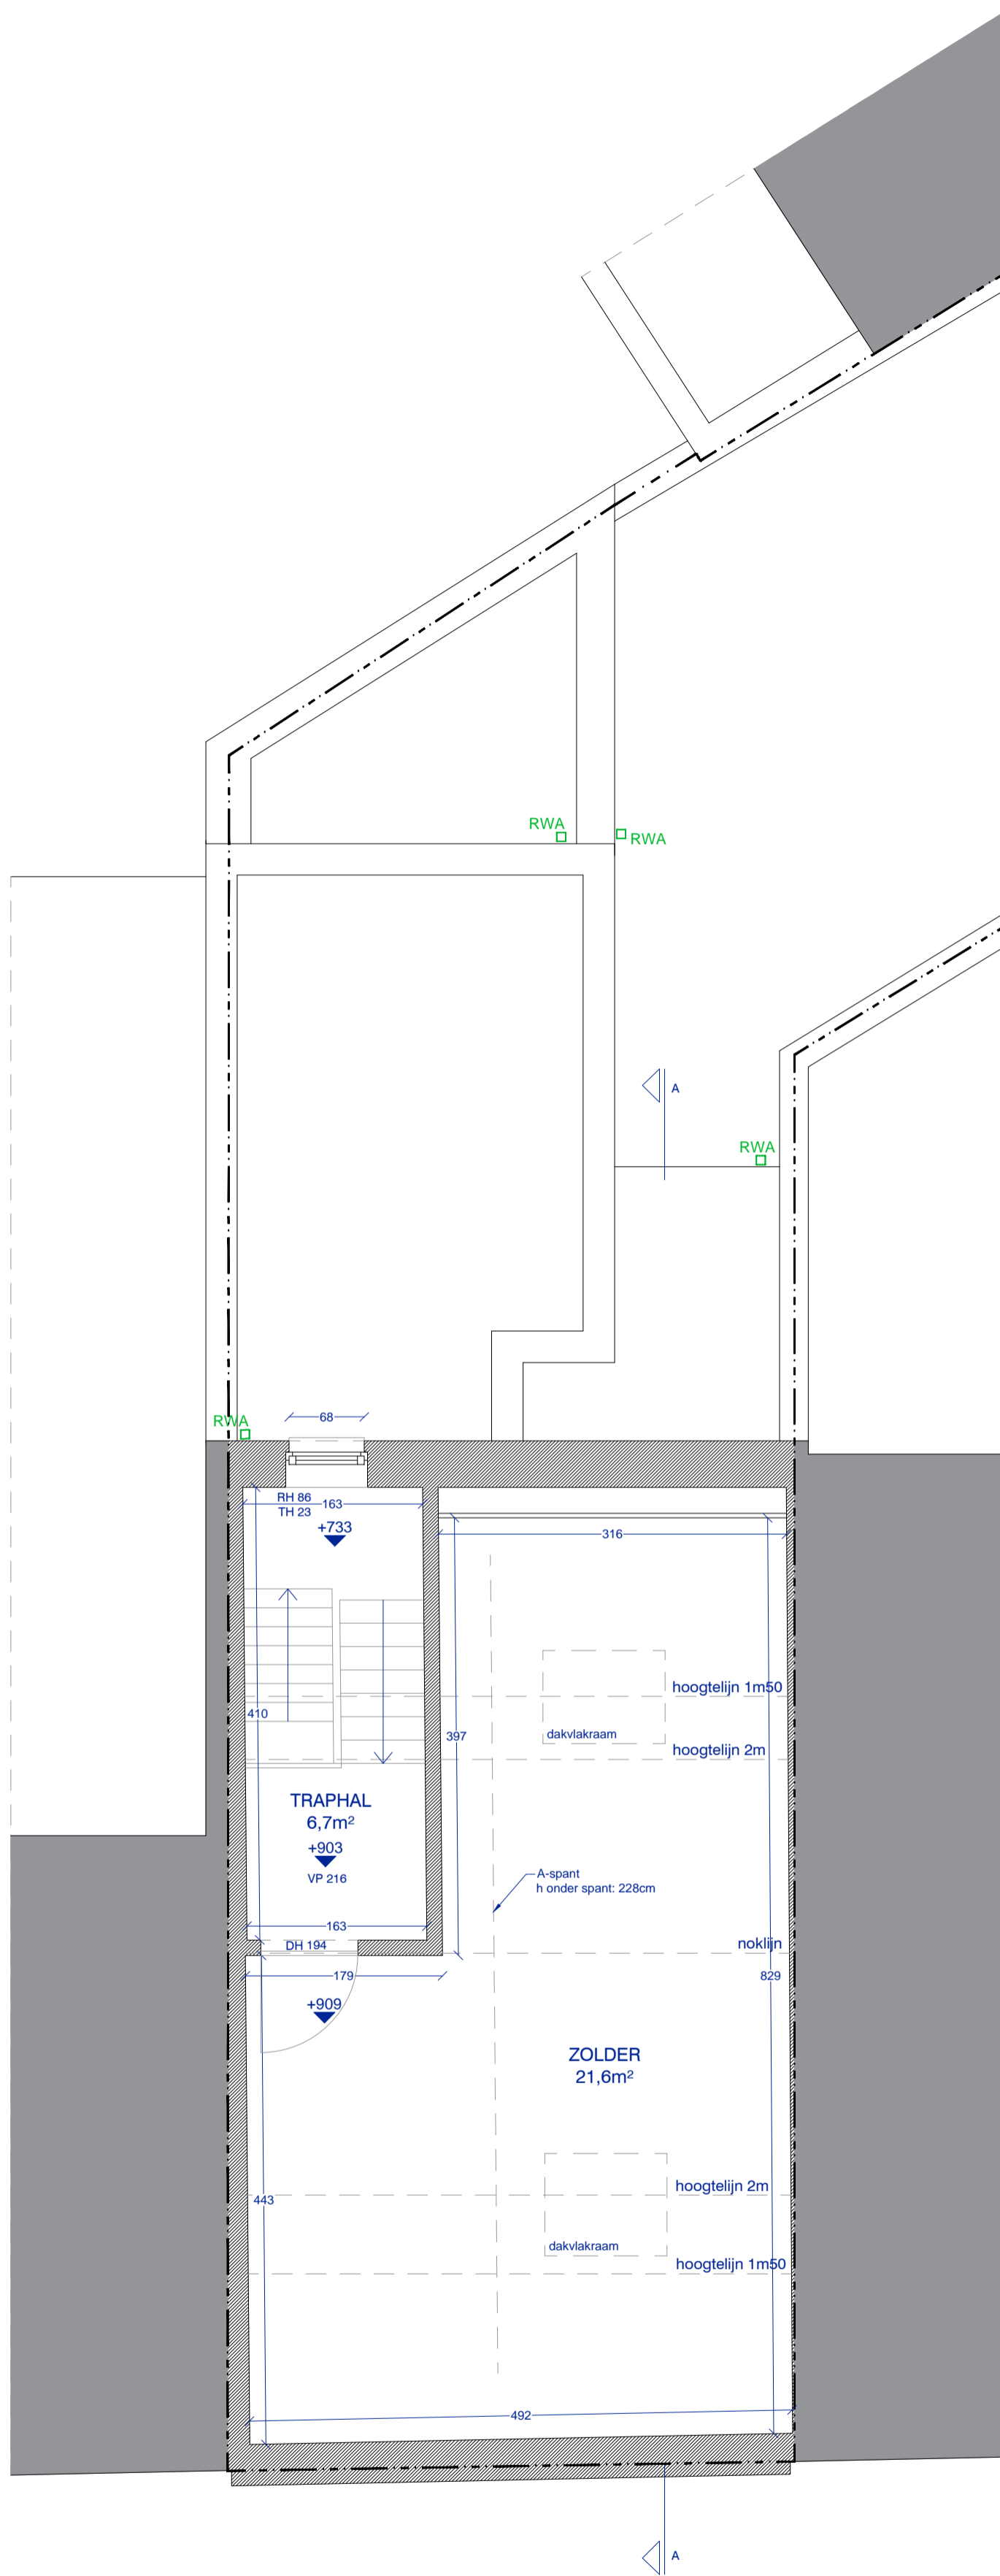 RWA
RWA
A
RWA
RWA
68
RH 86
TH 23
163
+733
316
hoogtelijn 1m50
410
dakvlakraam
397
hoogtelijn 2m
TRAPHAL
6,7m²
+903
VP 216
A-spant
h onder spant: 228cm
163
DH 194
noklijn
179
829
+909
ZOLDER
21,6m²
hoogtelijn 2m
443
dakvlakraam
hoogtelijn 1m50
492
A